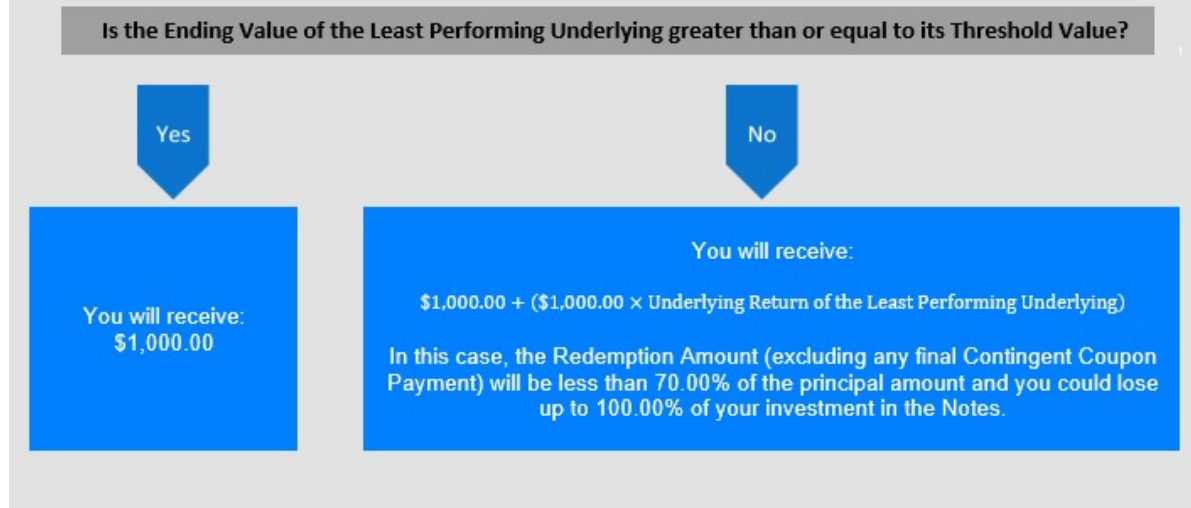 Is the Ending Value of the Least Performing Underlying greater than or equal to its Threshold Value?
Yes
No
You will receive:
$1,000.00
You will receive:
$1,000.00 + ($1,000.00 × Underlying Return of the Least Performing Underlying)
In this case, the Redemption Amount (excluding any final Contingent Coupon
Payment) will be less than 70.00% of the principal amount and you could lose
up to 100.00% of your investment in the Notes.